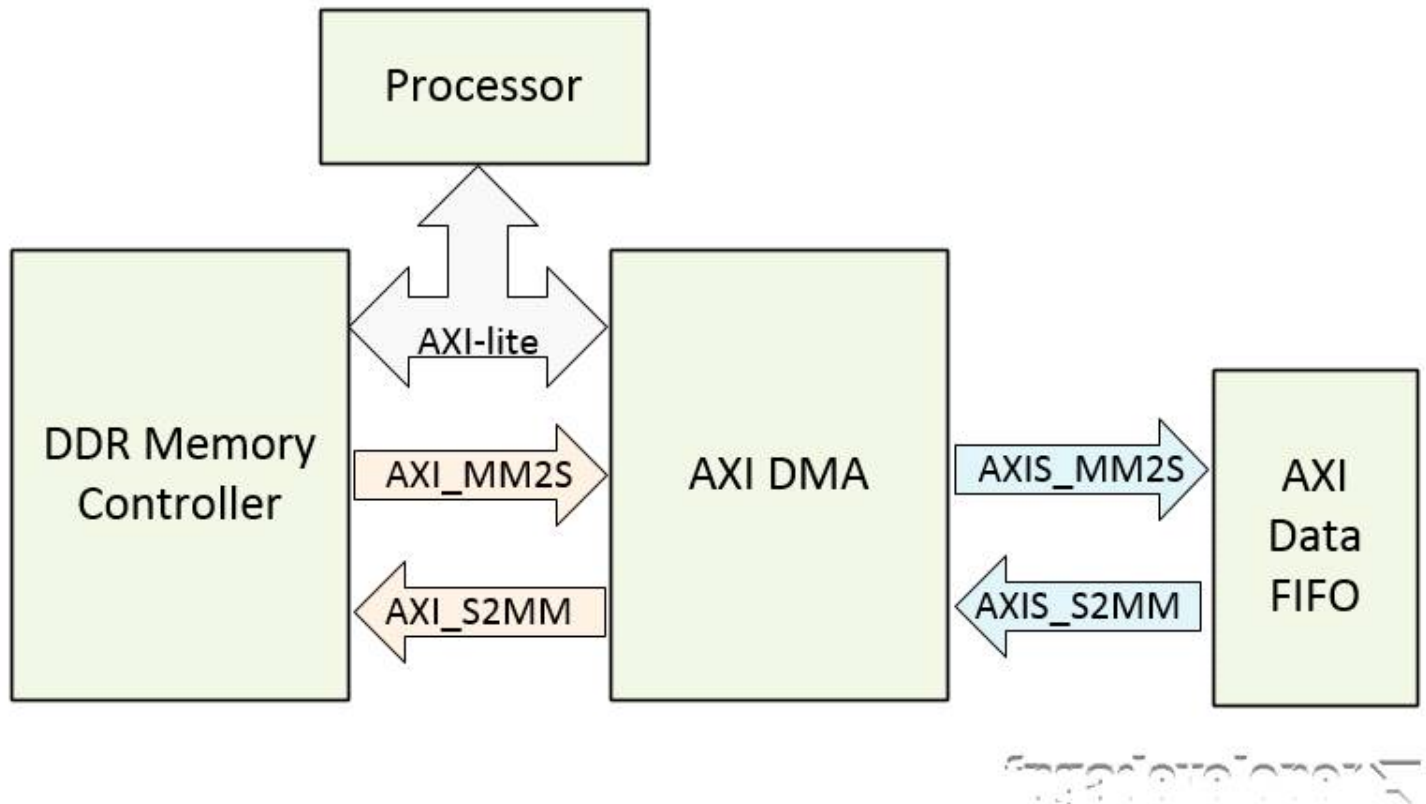 Processor
AXI-lite
DDR Memory
Controller
AXI_MM2S
AXI_S2MM
AXI DMA
AXIS_MM2S
AXIS_S2MM
AXI
Data
FIFO